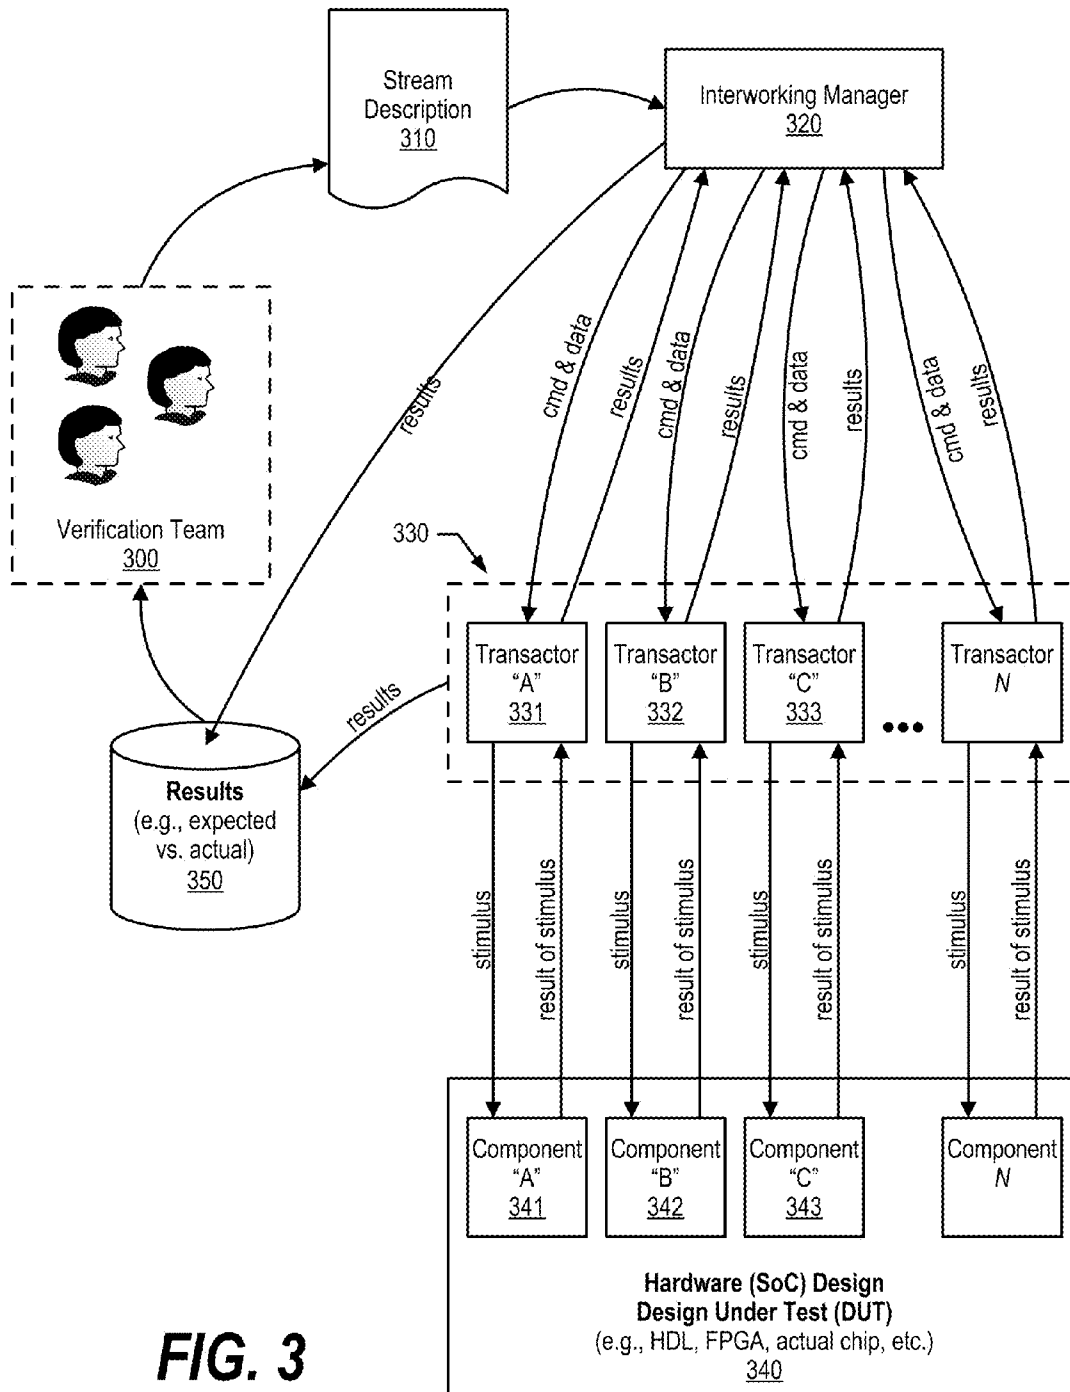 Stream
Description
310
Interworking Manager
320
Verification Team
300
results
cmd & data
results
cmd & data
results
cmd & data
results
cmd & data
results
330
Transactor
“A”
331
Transactor
“B”
332
Transactor
“C”
333
•••
Transactor
N
results
Results
(e.g., expected
vs. actual)
350
stimulus
result of stimulus
stimulus
result of stimulus
stimulus
result of stimulus
stimulus
result of stimulus
Component
“A”
341
Component
“B”
342
Component
“C”
343
Component
N
Hardware (SoC) Design
Design Under Test (DUT)
(e.g., HDL, FPGA, actual chip, etc.)
340
FIG. 3